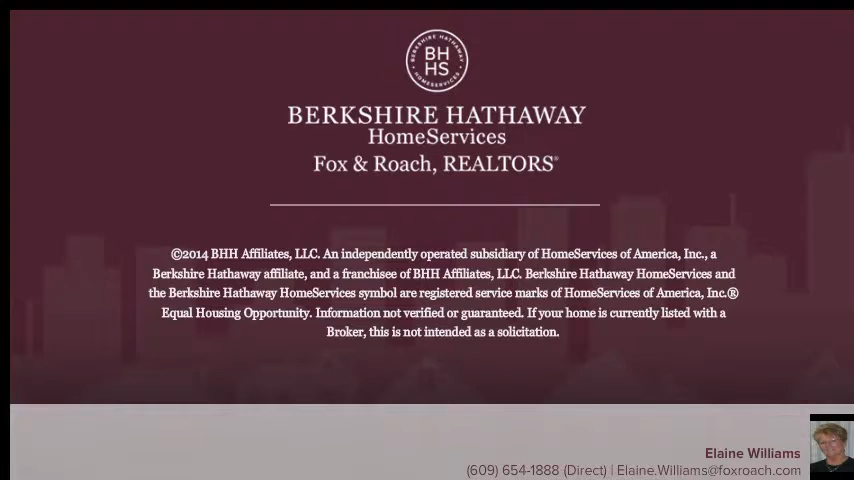 BERKSHIRE HATHAWAY
BH
HS
HOMESERVICES
BERKSHIRE HATHAWAY
HomeServices
Fox & Roach, REALTORS®
©2014 BHH Affiliates, LLC. An independently operated subsidiary of HomeServices of America, Inc., a
Berkshire Hathaway affiliate, and a franchisee of BHH Affiliates, LLC. Berkshire Hathaway HomeServices and
the Berkshire Hathaway HomeServices symbol are registered service marks of HomeServices of America, Inc.®
Equal Housing Opportunity. Information not verified or guaranteed. If your home is currently listed with a
Broker, this is not intended as a solicitation.
Elaine Williams
(609) 654-1888 (Direct) | Elaine.Williams@foxroach.com